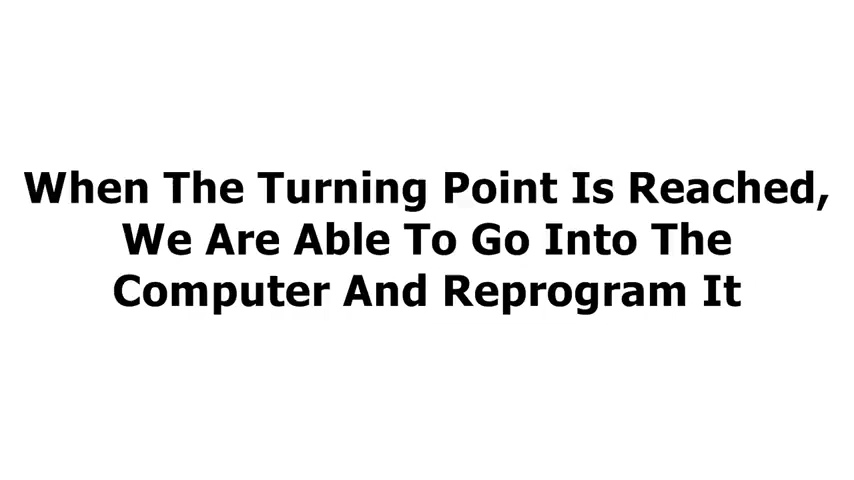 When The Turning Point Is Reached,
We Are Able To Go Into The
Computer And Reprogram It